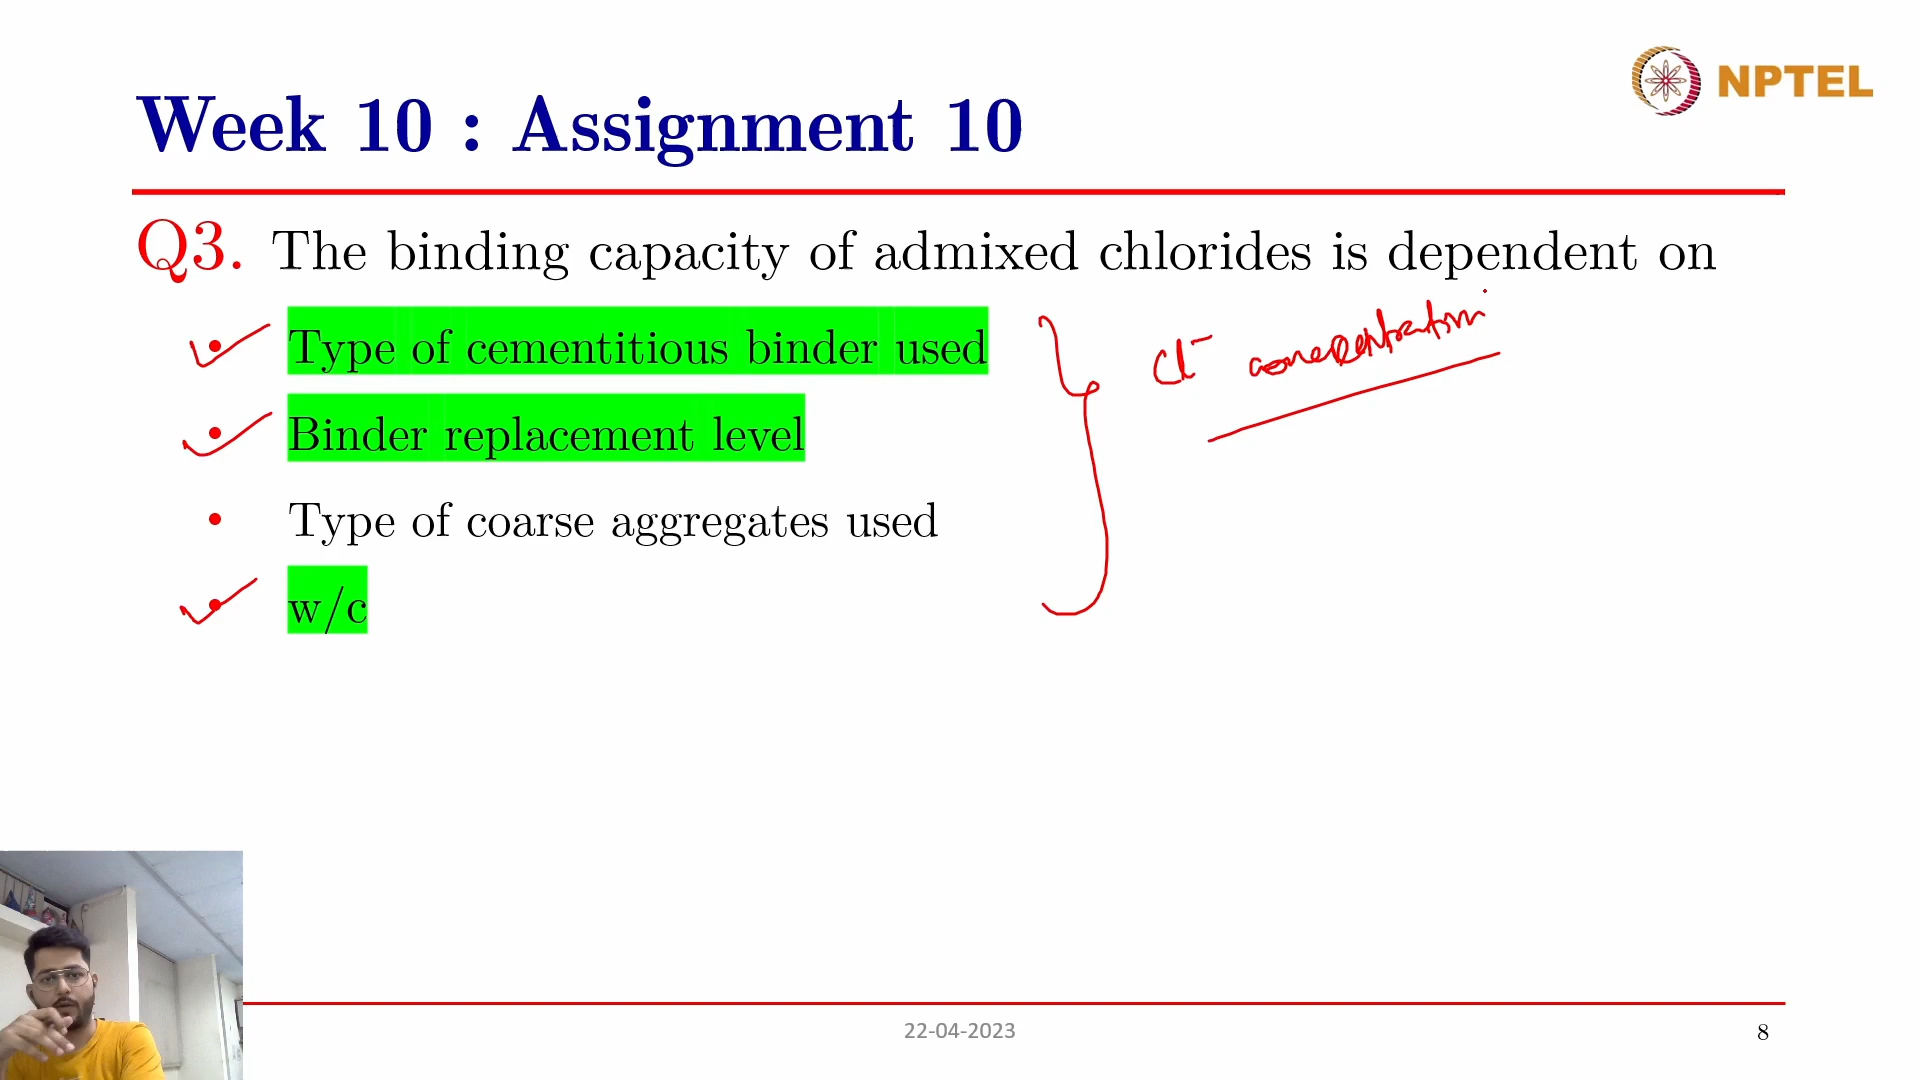 NPTEL
Week 10 : Assignment 10
Q3. The binding capacity of admixed chlorides is dependent on
• Type of cementitious binder used
Cl⁻ concentration
• Binder replacement level
• Type of coarse aggregates used
• w/c
22-04-2023
8